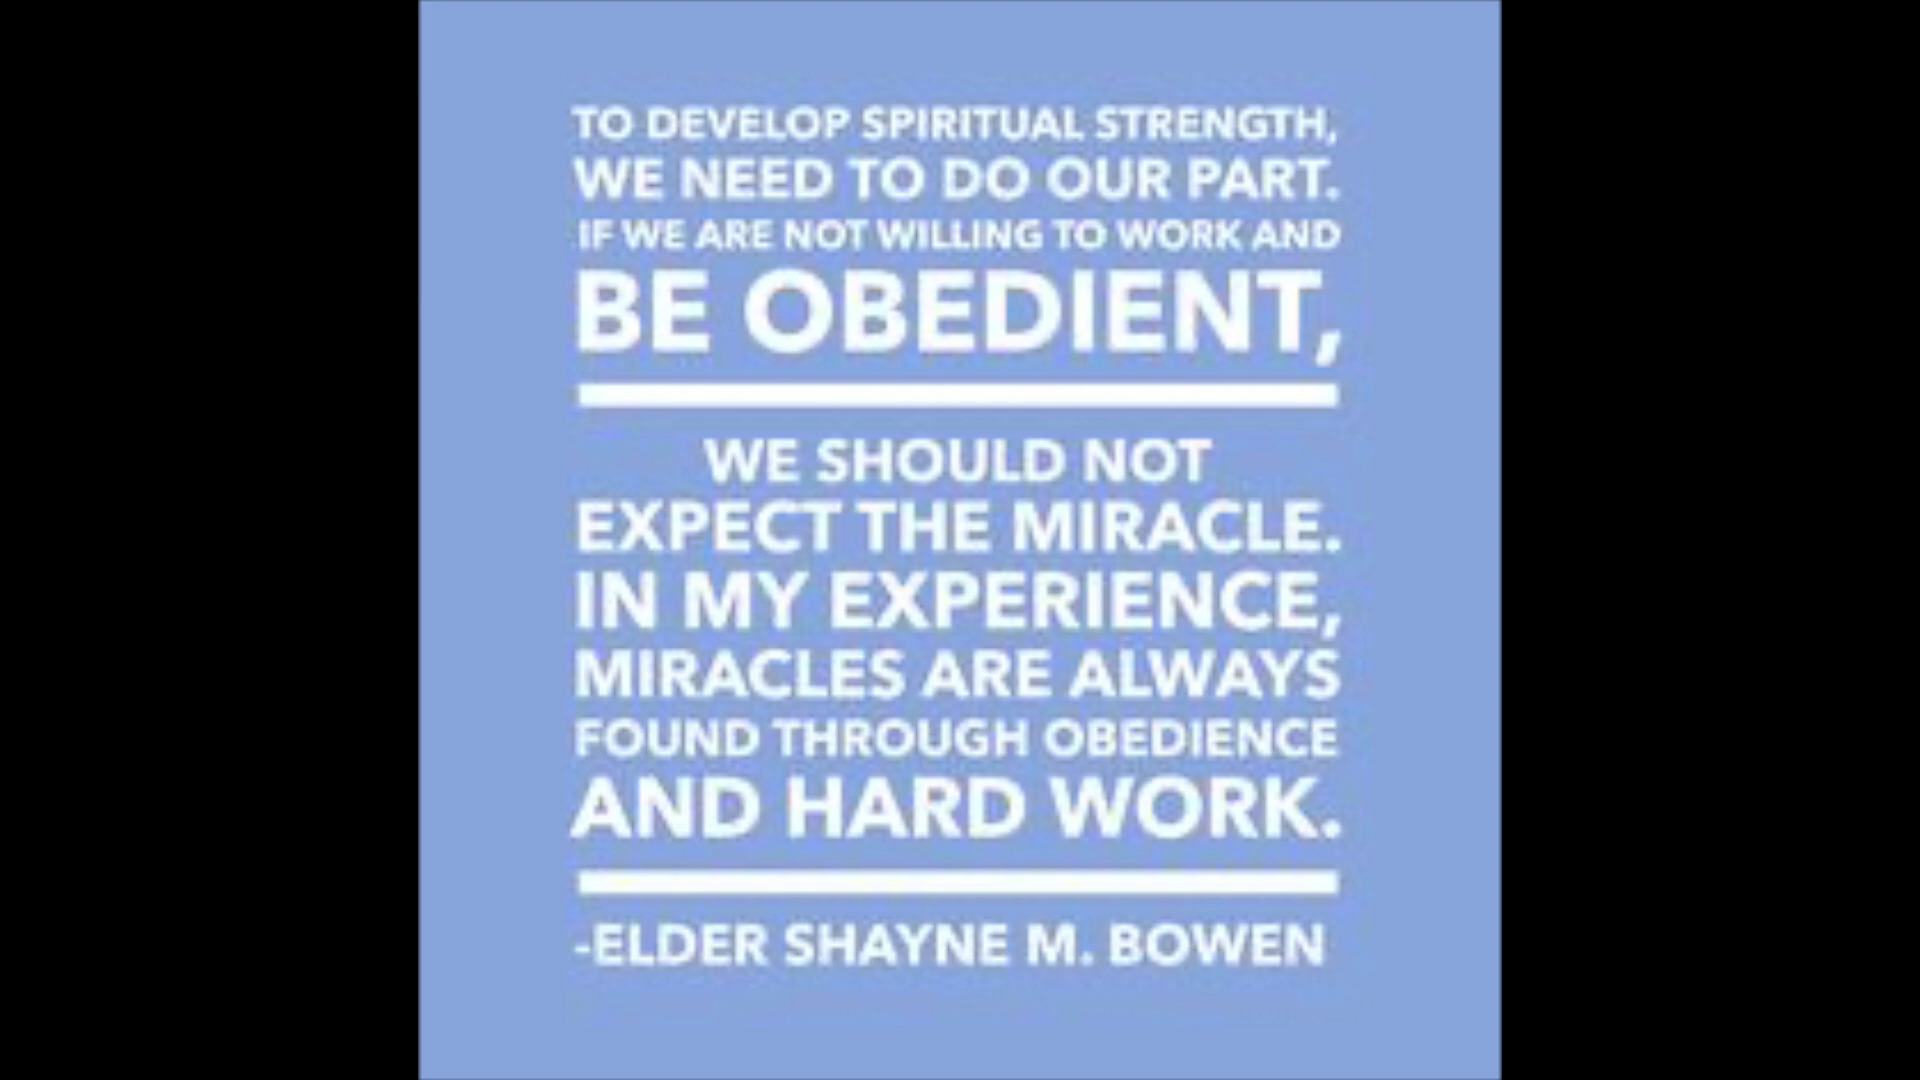 TO DEVELOP SPIRITUAL STRENGTH,
WE NEED TO DO OUR PART.
IF WE ARE NOT WILLING TO WORK AND
BE OBEDIENT,
WE SHOULD NOT
EXPECT THE MIRACLE.
IN MY EXPERIENCE,
MIRACLES ARE ALWAYS
FOUND THROUGH OBEDIENCE
AND HARD WORK.
-ELDER SHAYNE M. BOWEN